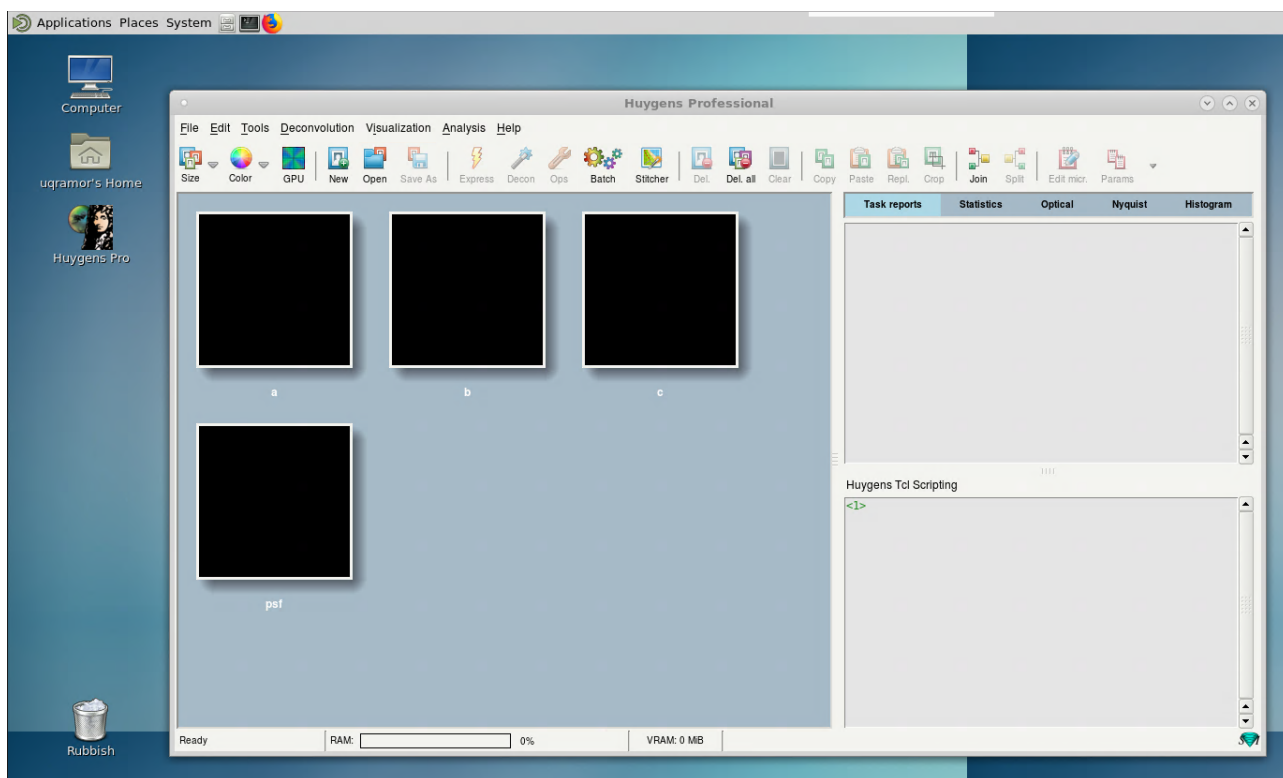 Applications Places System
Computer
uqramor's Home
Huygens Pro
Rubbish
Huygens Professional
File Edit Tools Deconvolution Visualization Analysis Help
Size Color GPU New Open Save As Express Decon Ops Batch Stitcher Del. Del. all Clear Copy Paste Repl. Crop Join Split Edit micr. Params
a b c
psf
Task reports Statistics Optical Nyquist Histogram
Huygens Tcl Scripting
<1>
Ready RAM: 0% VRAM: 0 MiB